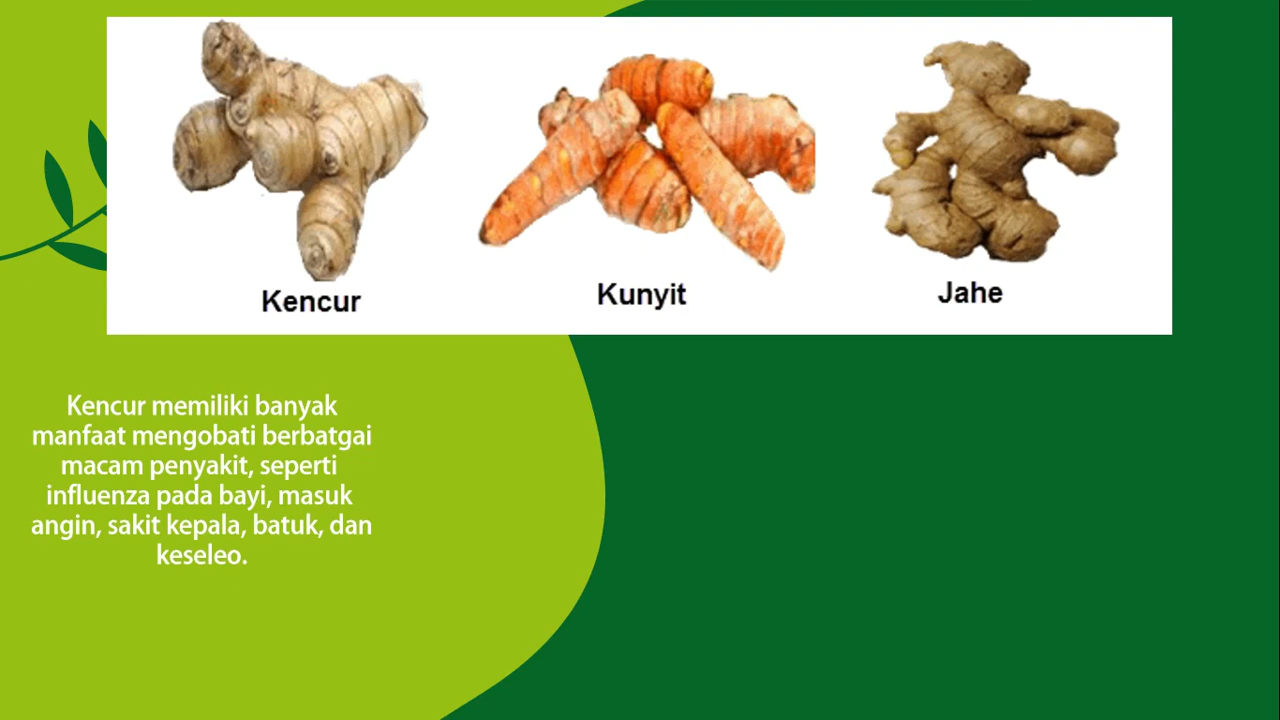 Kencur
Kunyit
Jahe
Kencur memiliki banyak
manfaat mengobati berbatgai
macam penyakit, seperti
influenza pada bayi, masuk
angin, sakit kepala, batuk, dan
keseleo.